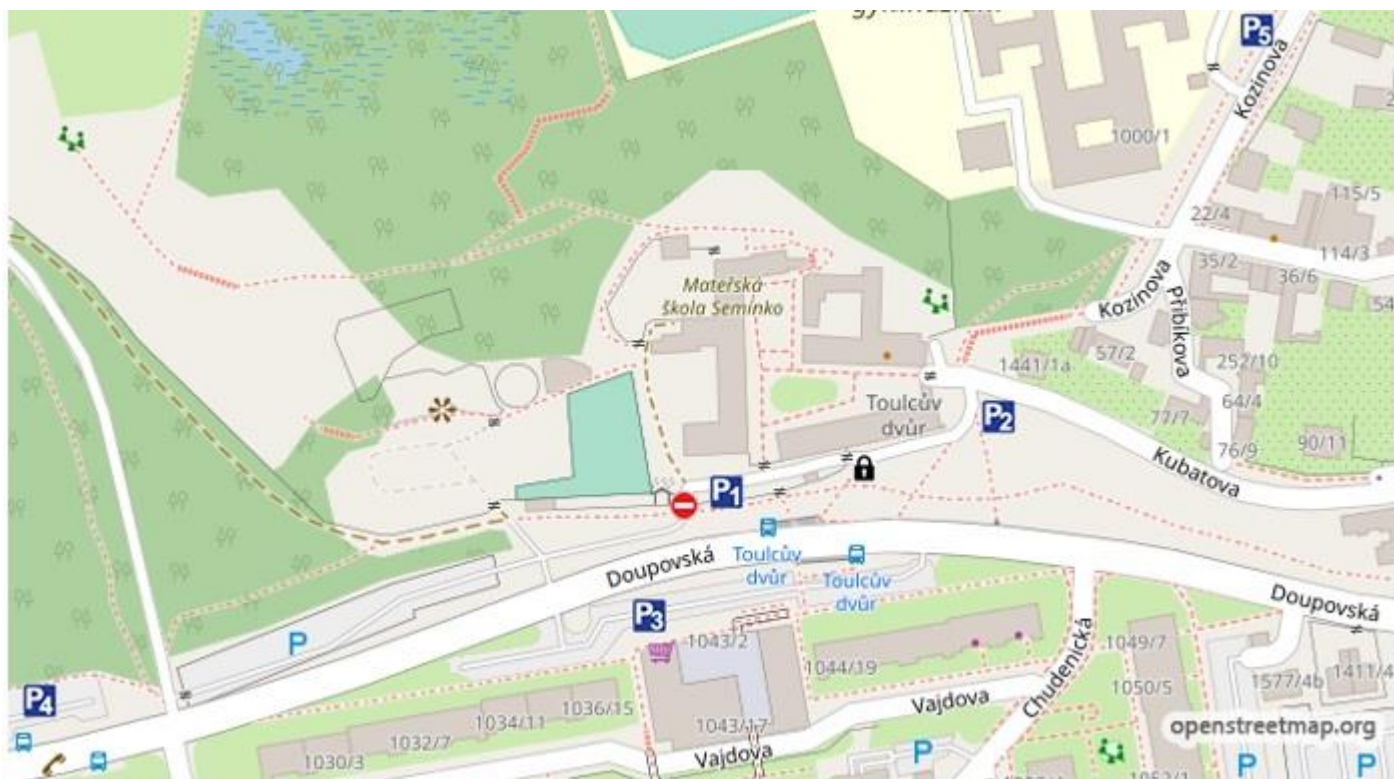 P5
Kozinova
1000/1
115/5
22/4
114/3
35/2
36/6
Kozinova
Přibíkova
Mateřská
škola Semínko
57/2
252/10
1441/1a
64/4
77/7
76/9
90/11
Toulcův
dvůr
P2
Kubatova
P1
Doupovská
Toulcův
dvůr
Toulcův
dvůr
Doupovská
P3
P
1043/2
1044/19
Chudenická
1049/7
1050/5
1577/4b
1411/4
P4
1036/15
1034/11
1032/7
1030/3
1043/17
Vajdova
Vajdova
P
P
P
openstreetmap.org